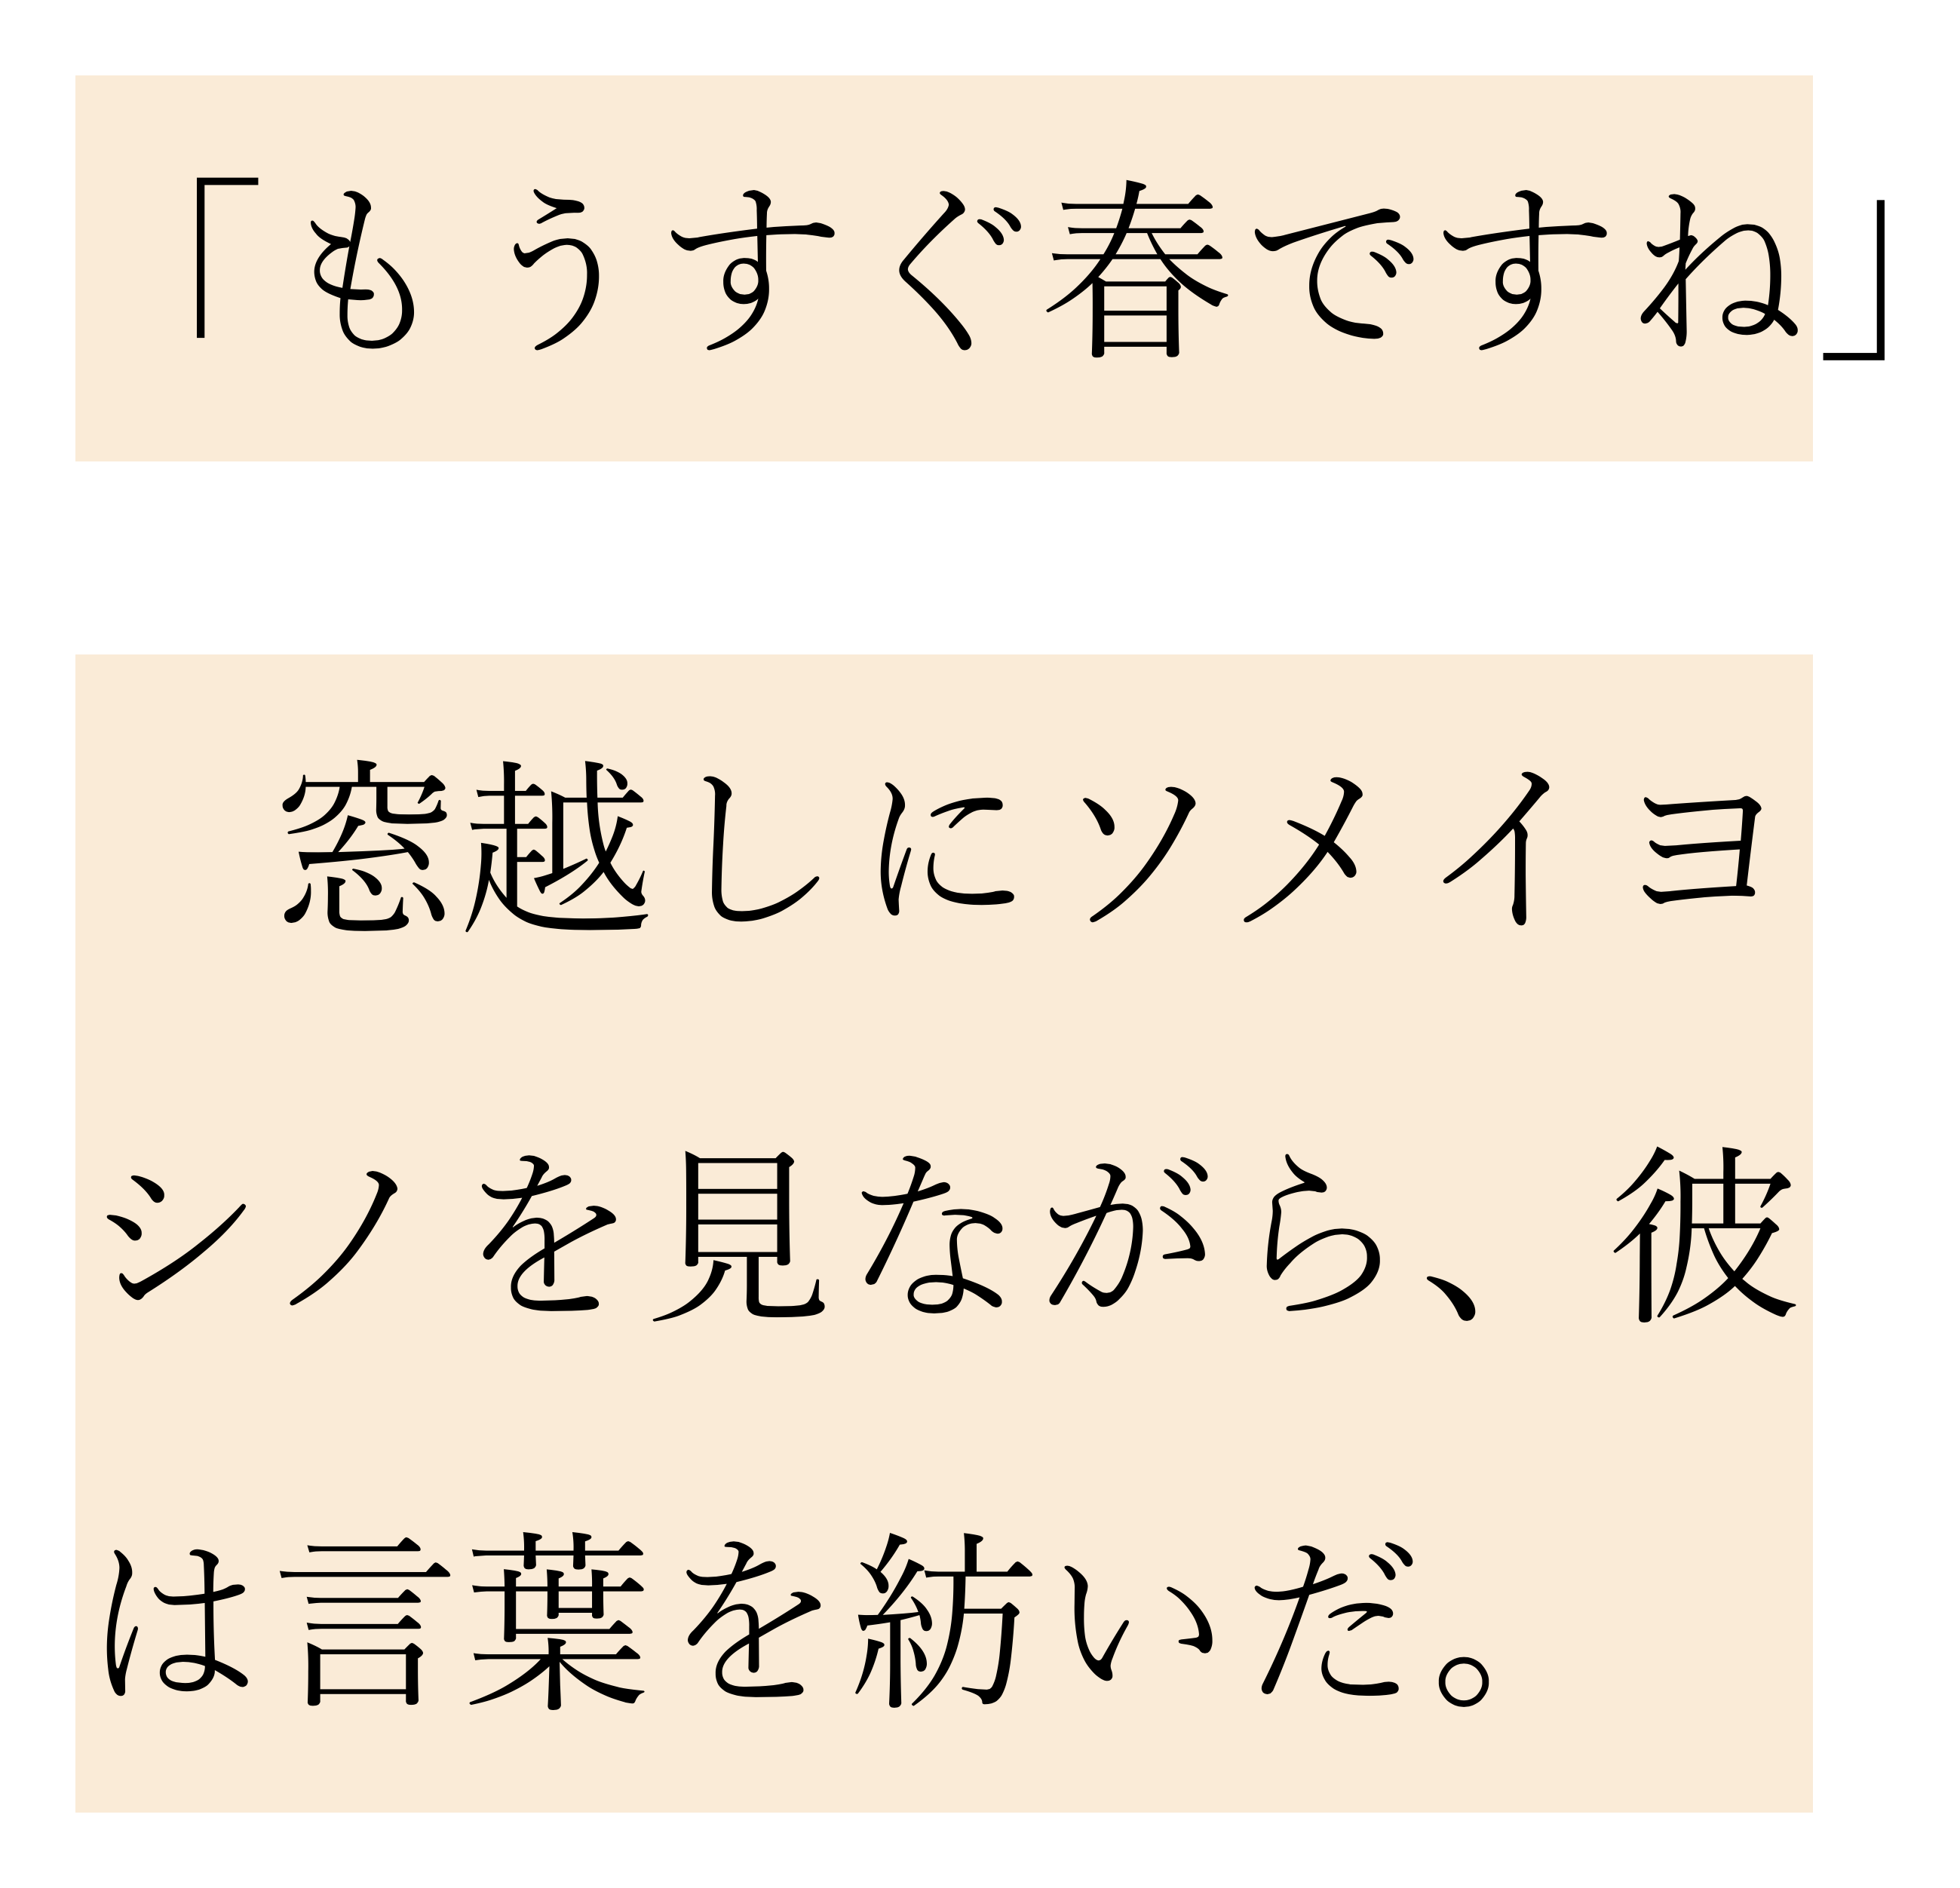 「もうすぐ春ですね」
窓越しにソメイヨ
シノを見ながら、彼
は言葉を紡いだ。